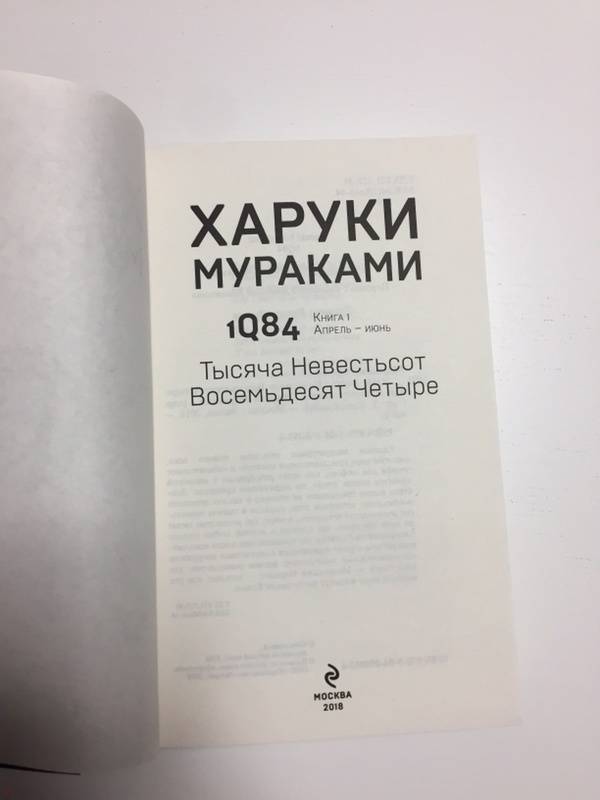 ХАРУКИ
МУРАКАМИ
1Q84
Книга 1
Апрель – июнь
Тысяча Невестьсот
Восемьдесят Четыре
МОСКВА
2018